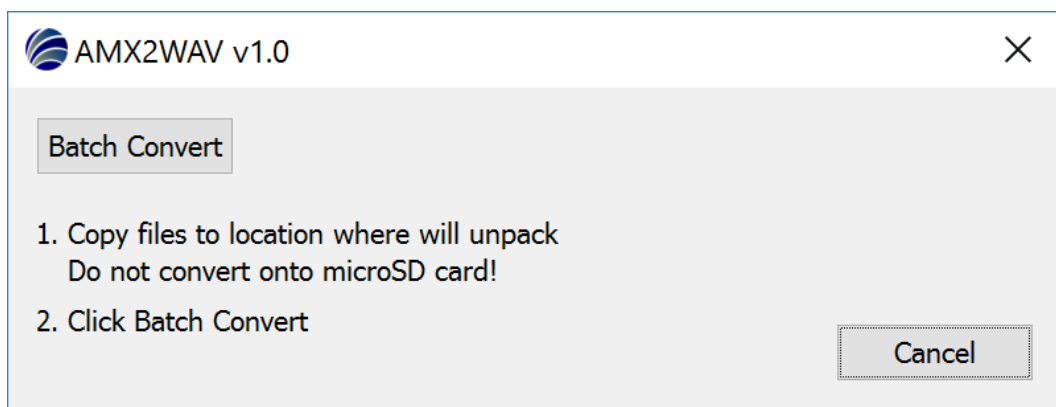 AMX2WAV v1.0
Batch Convert
1. Copy files to location where will unpack
Do not convert onto microSD card!
2. Click Batch Convert
Cancel